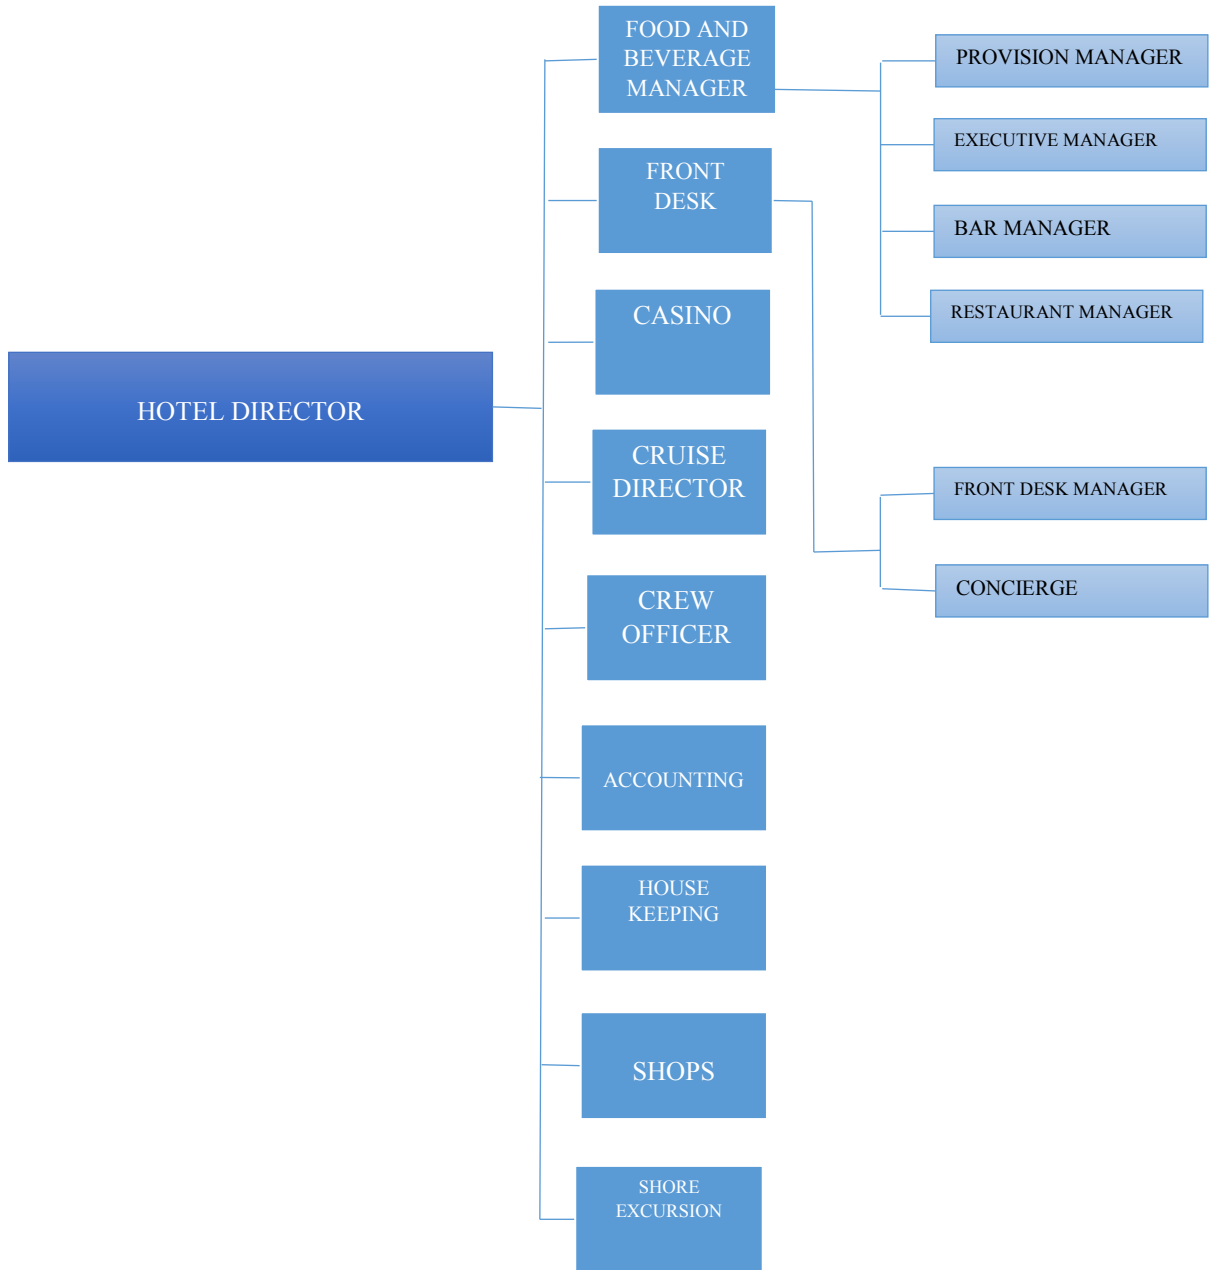 HOTEL DIRECTOR
FOOD AND
BEVERAGE
MANAGER
FRONT
DESK
CASINO
CRUISE
DIRECTOR
CREW
OFFICER
ACCOUNTING
HOUSE
KEEPING
SHOPS
SHORE
EXCURSION
PROVISION MANAGER
EXECUTIVE MANAGER
BAR MANAGER
RESTAURANT MANAGER
FRONT DESK MANAGER
CONCIERGE